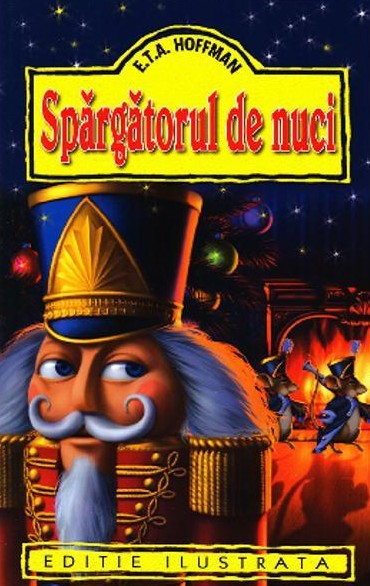 E.T.A. HOFFMAN
Spărgătorul de nuci
EDITIE ILUSTRATA